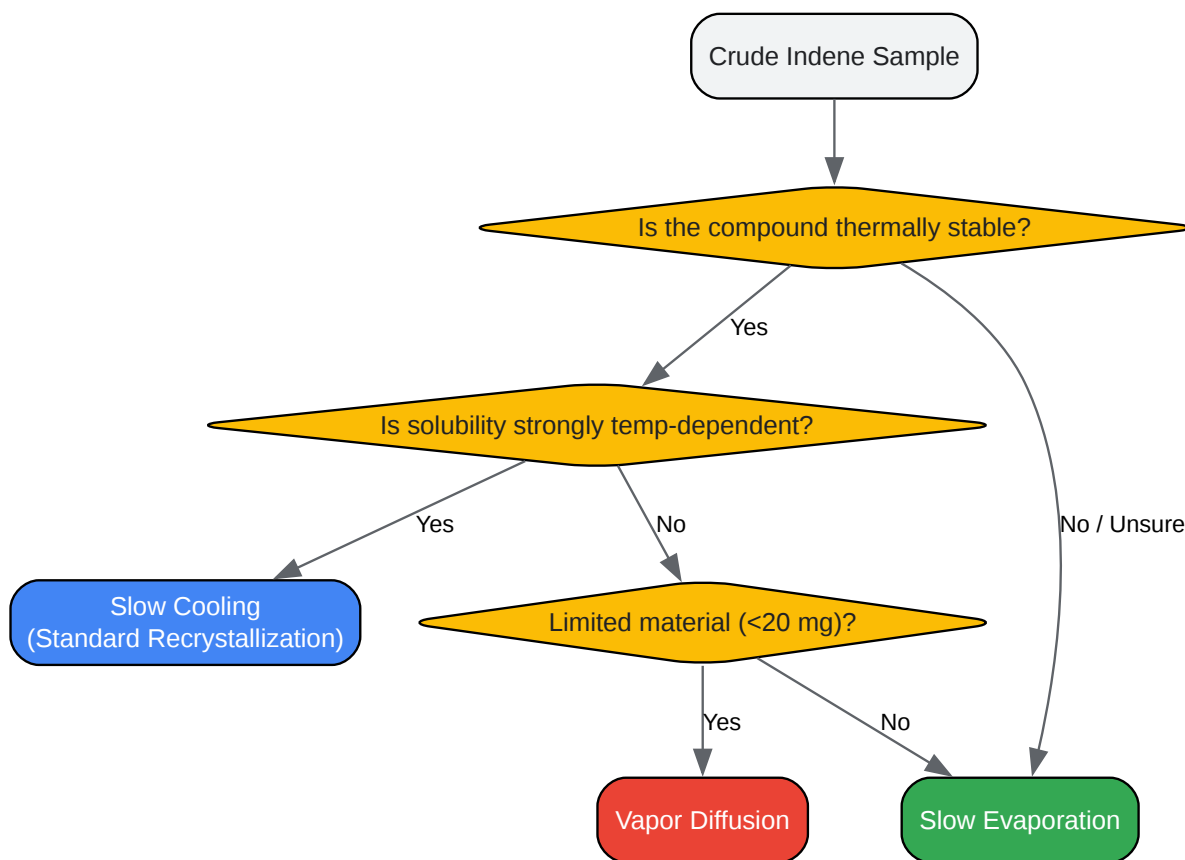 Crude Indene Sample
Is the compound thermally stable?
Yes
Is solubility strongly temp-dependent?
Yes
No
No / Unsure
Slow Cooling
(Standard Recrystallization)
Limited material (<20 mg)?
Yes
No
Vapor Diffusion
Slow Evaporation